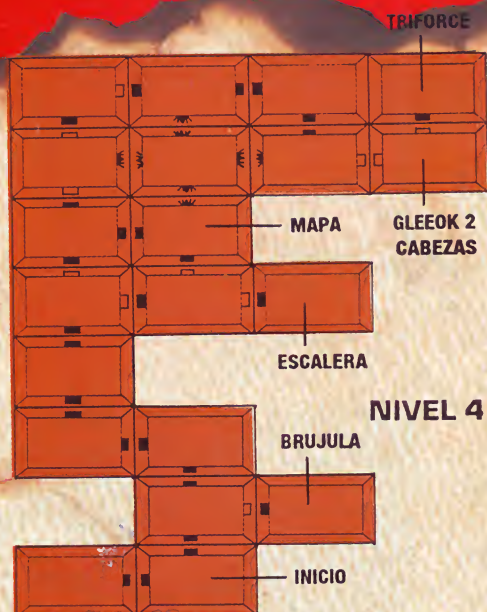 TRIFORCE
MAPA
GLEEOK 2
CABEZAS
ESCALERA
NIVEL 4
BRUJULA
INICIO